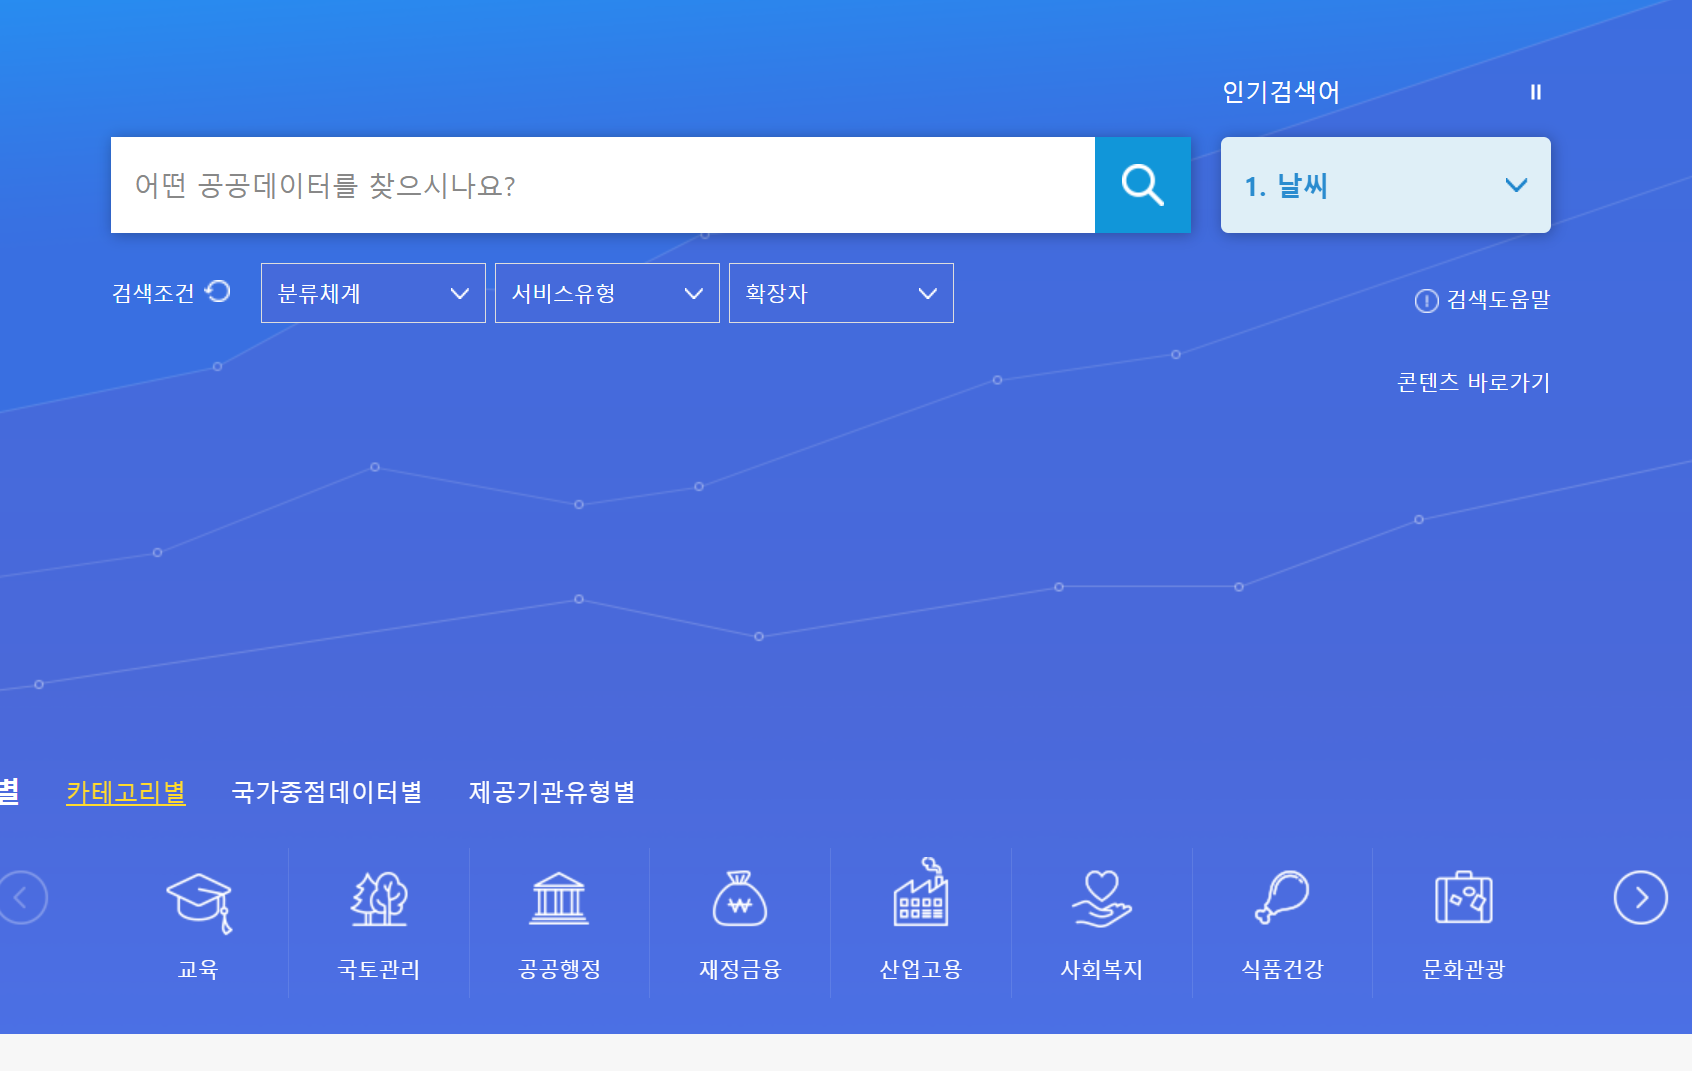 인기검색어
어떤 공공데이터를 찾으시나요?
1. 날씨
검색조건 분류체계 서비스유형 확장자
검색도움말
콘텐츠 바로가기
별 카테고리별 국가중점데이터별 제공기관유형별
교육 국토관리 공공행정 재정금융 산업고용 사회복지 식품건강 문화관광